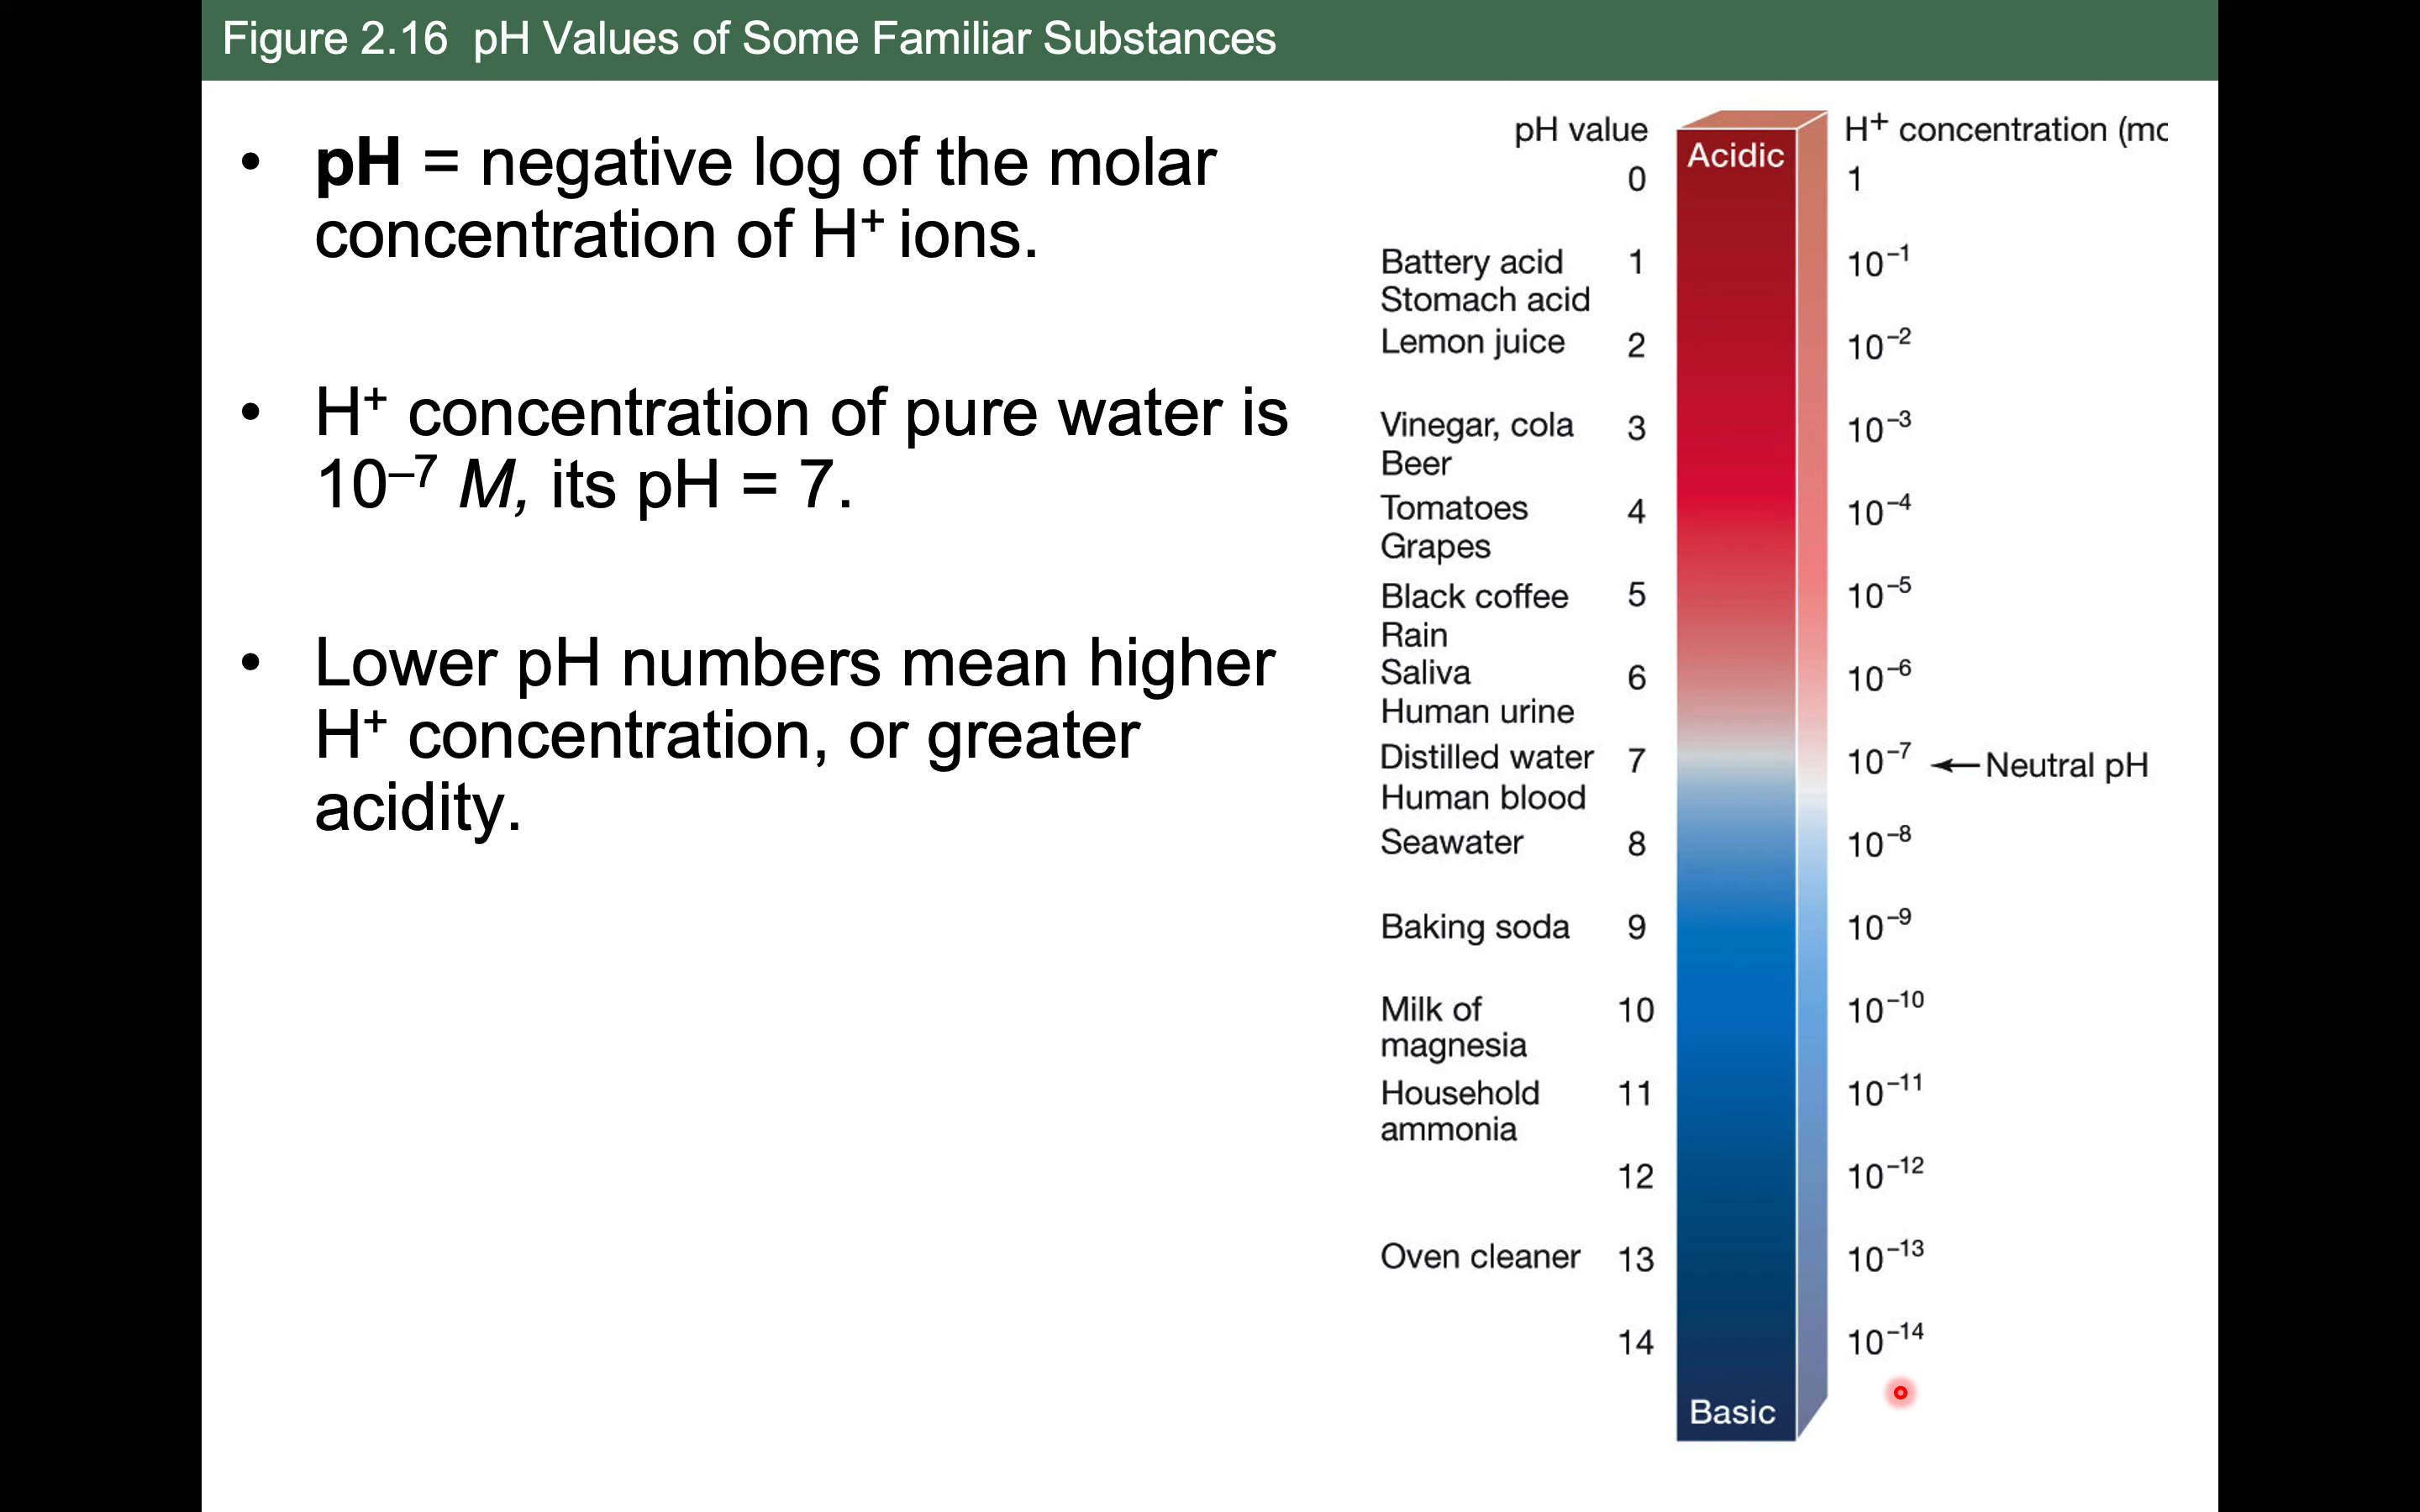 Figure 2.16 pH Values of Some Familiar Substances
• pH = negative log of the molar
concentration of H⁺ ions.
• H⁺ concentration of pure water is
10⁻⁷ M, its pH = 7.
• Lower pH numbers mean higher
H⁺ concentration, or greater
acidity.
pH value H⁺ concentration (mo
Acidic
0 1
Battery acid 1 10⁻¹
Stomach acid
Lemon juice 2 10⁻²
Vinegar, cola 3 10⁻³
Beer
Tomatoes 4 10⁻⁴
Grapes
Black coffee 5 10⁻⁵
Rain
Saliva 6 10⁻⁶
Human urine
Distilled water 7 10⁻⁷ ← Neutral pH
Human blood
Seawater 8 10⁻⁸
Baking soda 9 10⁻⁹
Milk of 10 10⁻¹⁰
magnesia
Household 11 10⁻¹¹
ammonia
12 10⁻¹²
Oven cleaner 13 10⁻¹³
14 10⁻¹⁴
Basic